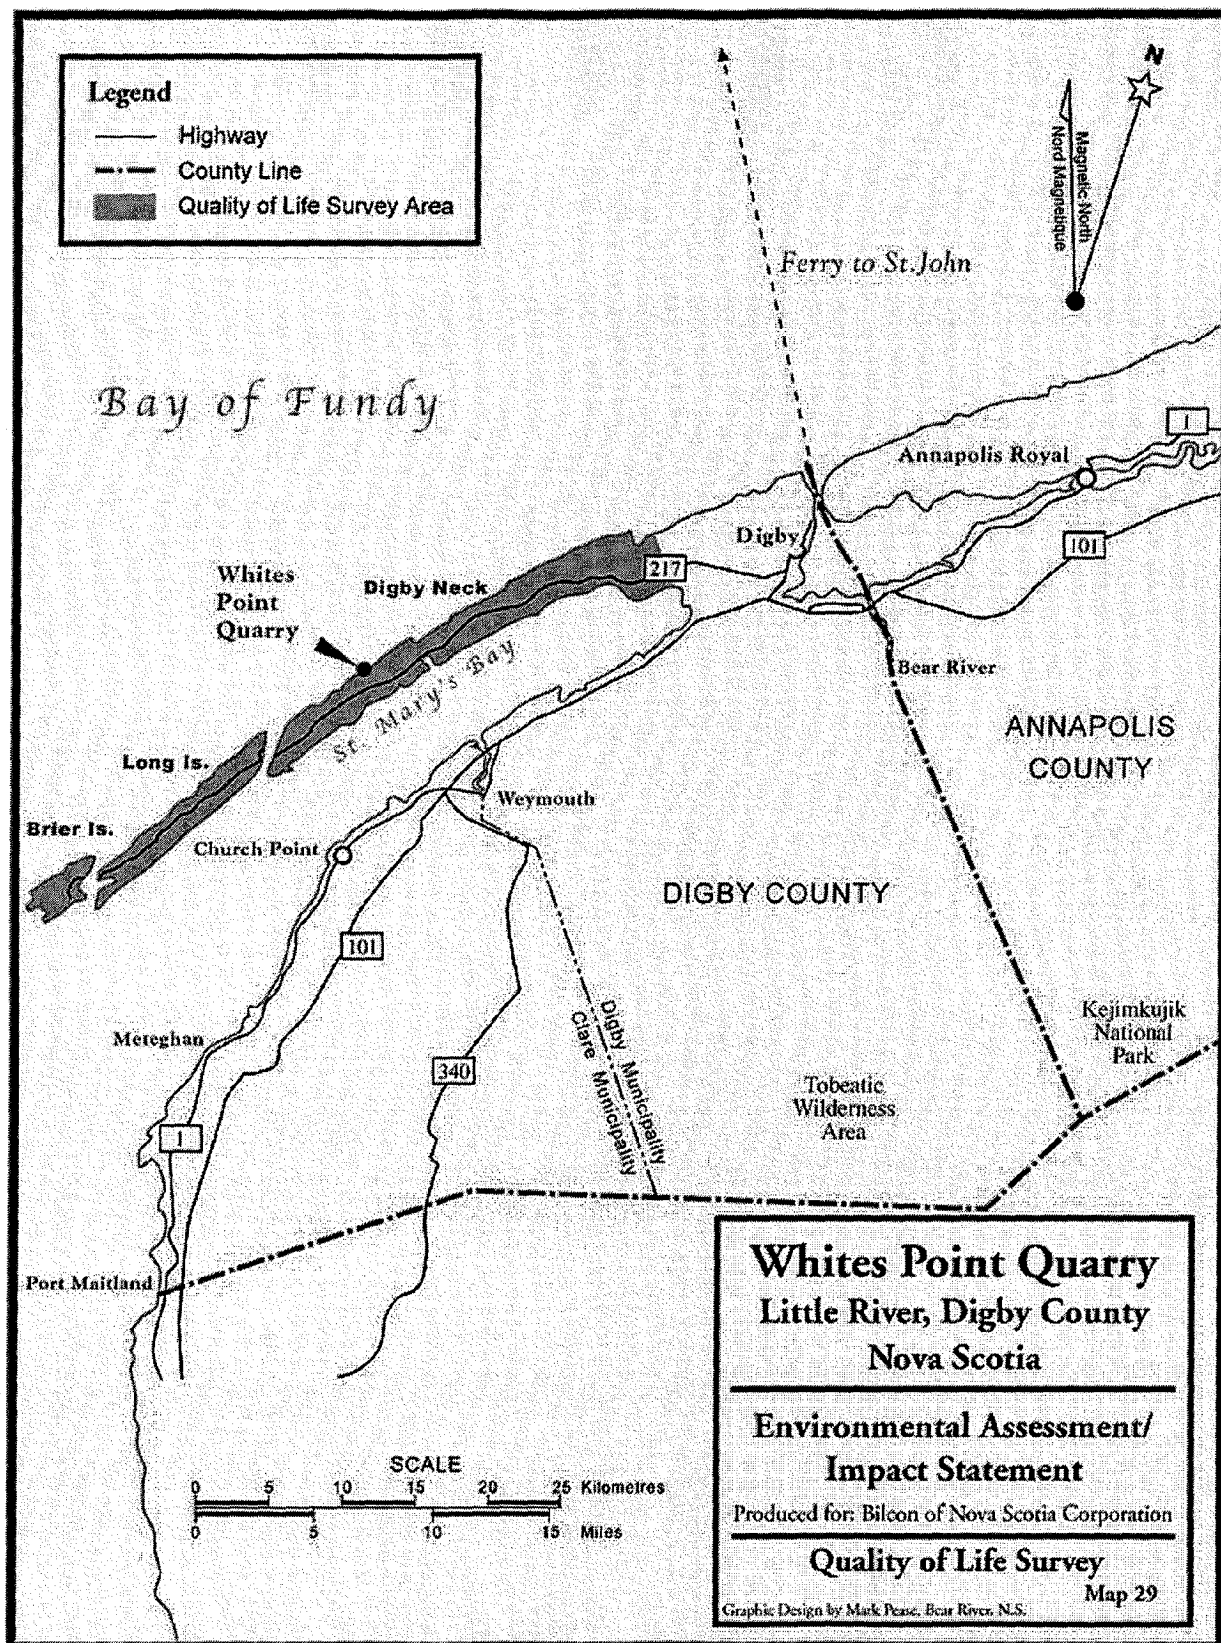 Legend
Highway
County Line
Quality of Life Survey Area
N
Magnetic North
Nord Magnetique
Ferry to St.John
Bay of Fundy
1
Annapolis Royal
Digby
101
217
Whites
Point
Quarry
Digby Neck
St. Mary's Bay
Bear River
ANNAPOLIS
COUNTY
Long Is.
Weymouth
Brier Is.
Church Point
DIGBY COUNTY
101
Kejimkujik
National
Park
Meteghan
Digby Municipality
Clare Municipality
340
Tobeatic
Wilderness
Area
1
Port Maitland
Whites Point Quarry
Little River, Digby County
Nova Scotia
Environmental Assessment/
Impact Statement
Produced for: Bilcon of Nova Scotia Corporation
Quality of Life Survey
Map 29
Graphic Design by Mark Pease, Bear River, N.S.
SCALE
0 5 10 15 20 25 Kilometres
0 5 10 15 Miles